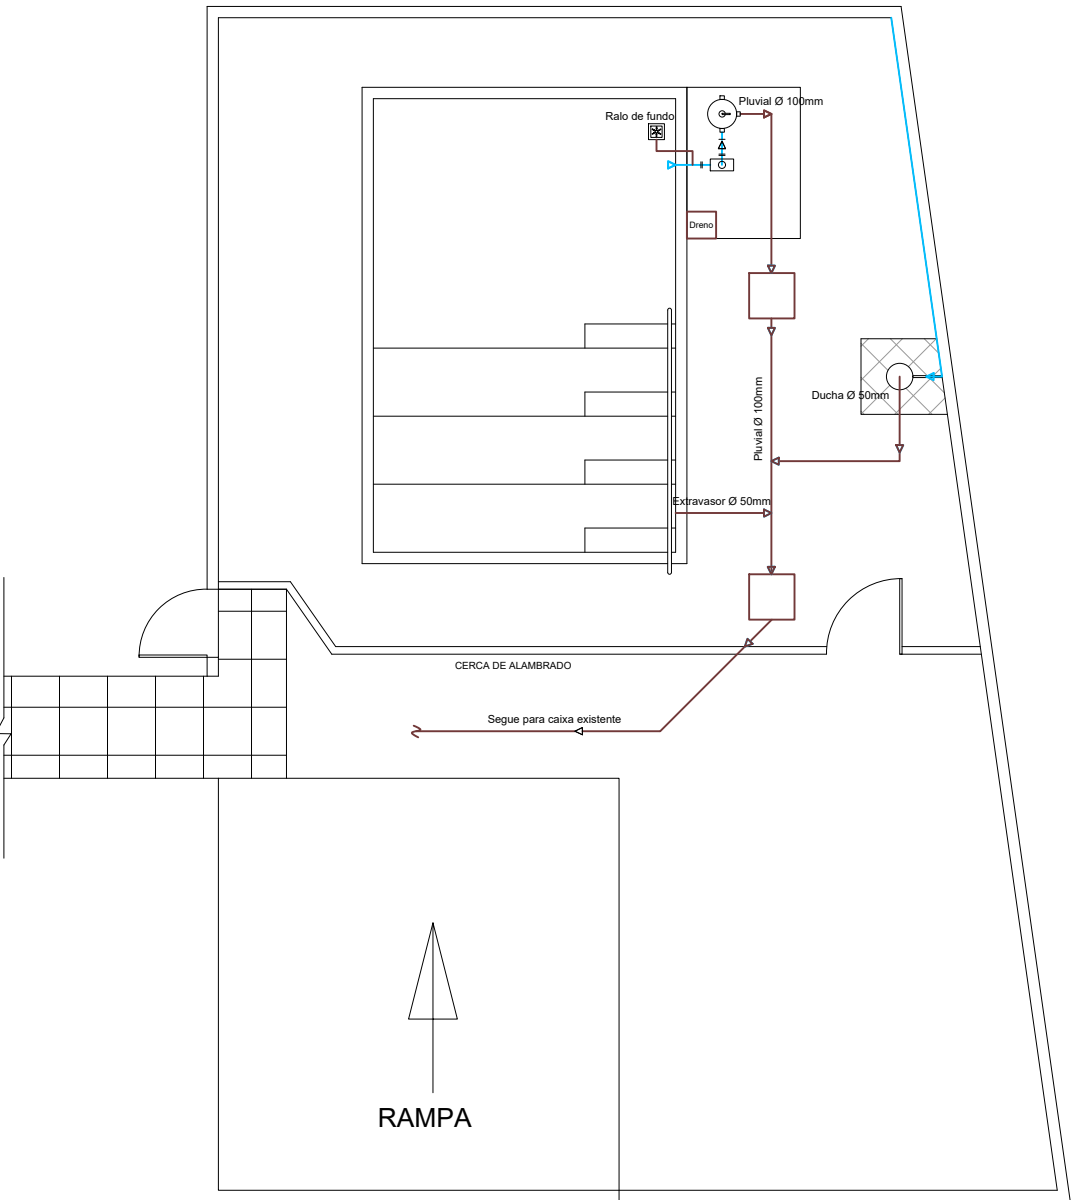 Pluvial Ø 100mm
Ralo de fundo
Dreno
Pluvial Ø 100mm
Ducha Ø 50mm
Extravasor Ø 50mm
CERCA DE ALAMBRADO
Segue para caixa existente
RAMPA